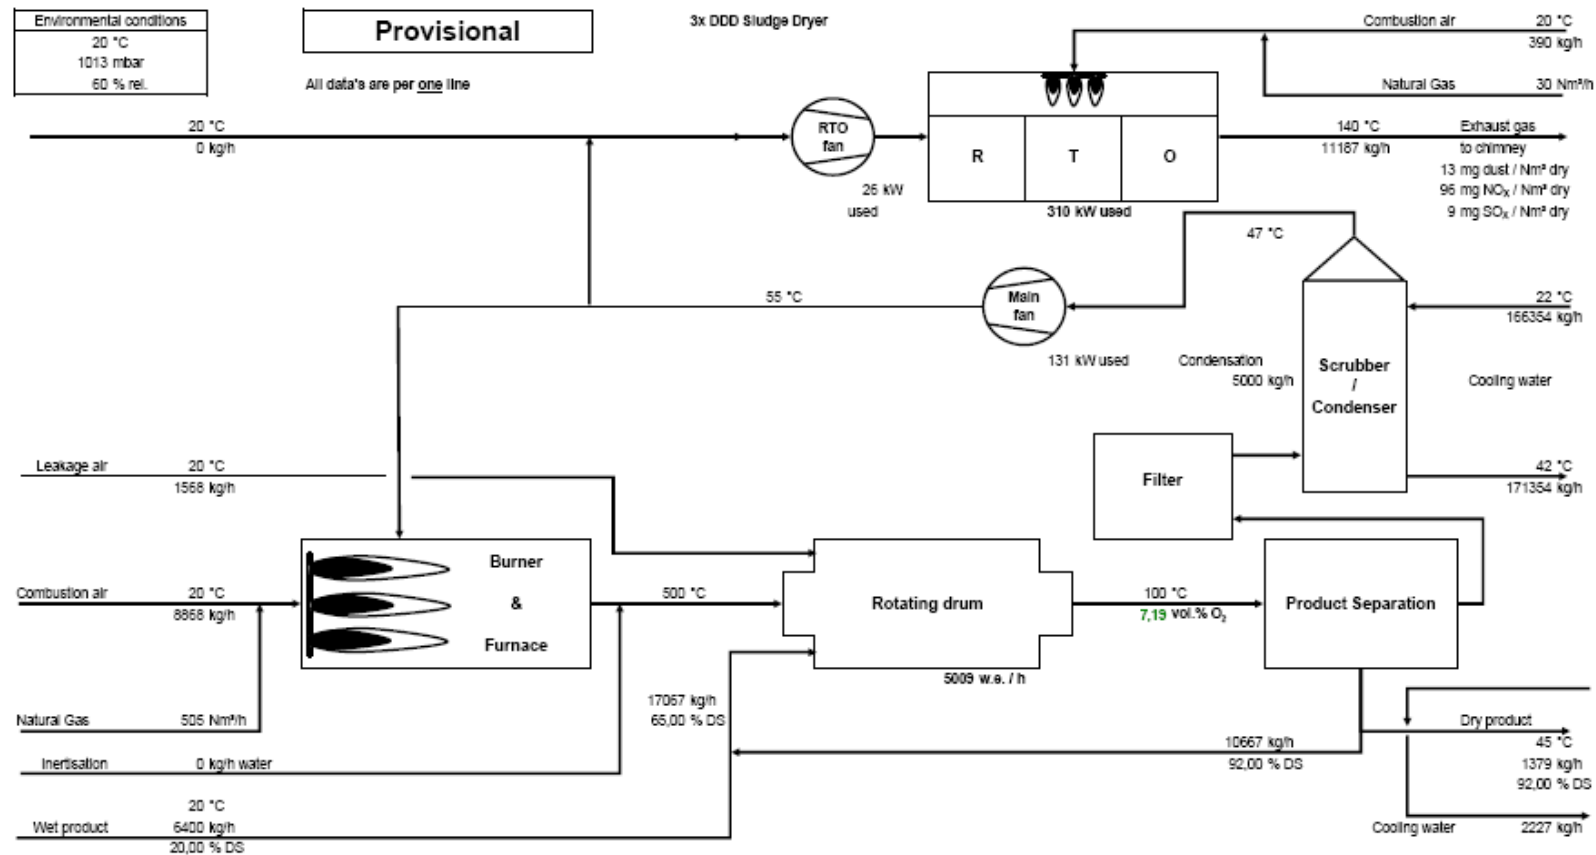 Environmental conditions
20 °C
1013 mbar
60 % rel.
Provisional
All data's are per one line
3x DDD Sludge Dryer
Combustion air 20 °C
390 kg/h
Natural Gas 30 Nm³/h
20 °C
0 kg/h
RTO
fan
26 kW
used
R T O
310 kW used
140 °C
11187 kg/h
Exhaust gas
to chimney
13 mg dust / Nm³ dry
96 mg NOx / Nm³ dry
9 mg SOx / Nm³ dry
47 °C
55 °C
Main
fan
131 kW used
22 °C
166354 kg/h
Condensation
5000 kg/h
Scrubber
/
Condenser
Cooling water
42 °C
171354 kg/h
Leakage air 20 °C
1568 kg/h
Filter
Combustion air 20 °C
8868 kg/h
Burner
&
Furnace
500 °C
Rotating drum
5009 w.e. / h
100 °C
7,19 vol.% O₂
Product Separation
Natural Gas 505 Nm³/h
Inertisation 0 kg/h water
17067 kg/h
65,00 % DS
10667 kg/h
92,00 % DS
Dry product
45 °C
1379 kg/h
92,00 % DS
20 °C
Wet product 6400 kg/h
20,00 % DS
Cooling water 2227 kg/h